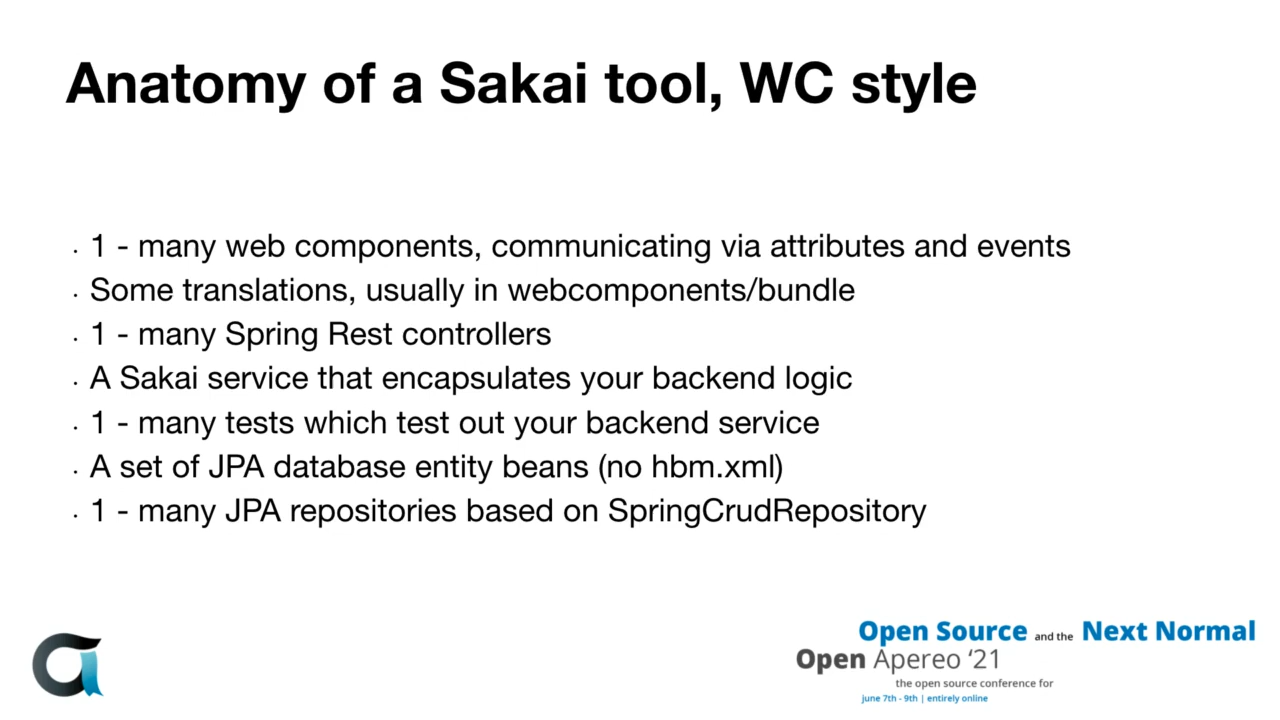 Anatomy of a Sakai tool, WC style
· 1 - many web components, communicating via attributes and events
· Some translations, usually in webcomponents/bundle
· 1 - many Spring Rest controllers
· A Sakai service that encapsulates your backend logic
· 1 - many tests which test out your backend service
· A set of JPA database entity beans (no hbm.xml)
· 1 - many JPA repositories based on SpringCrudRepository
Open Source and the Next Normal
Open Apereo ‘21
the open source conference for
june 7th - 9th | entirely online